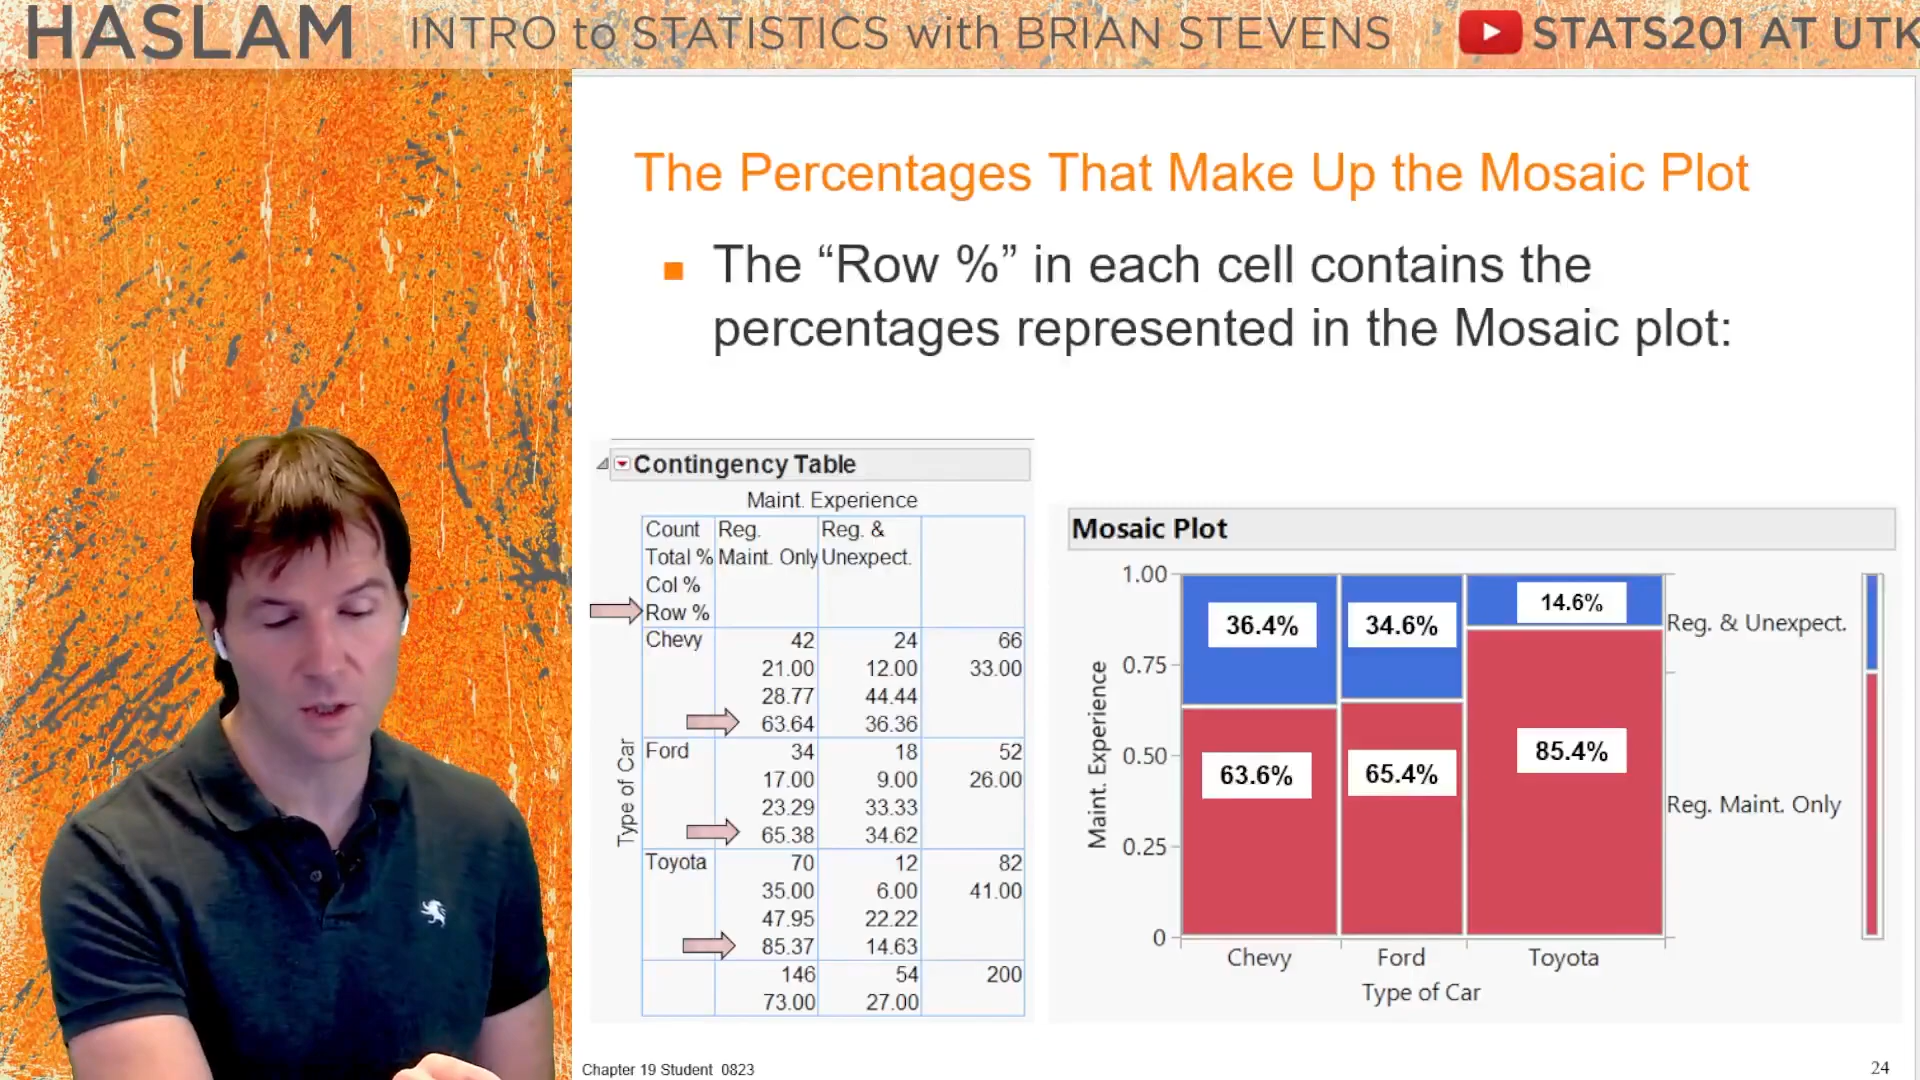 HASLAM INTRO to STATISTICS with BRIAN STEVENS STATS201 AT UTK
The Percentages That Make Up the Mosaic Plot
The “Row %” in each cell contains the
percentages represented in the Mosaic plot:
Contingency Table
Maint. Experience
Count Reg. Reg. &
Total % Maint. Only Unexpect.
Col %
Row %
Type of Car
Chevy 42 24 66
21.00 12.00 33.00
28.77 44.44
63.64 36.36
Ford 34 18 52
17.00 9.00 26.00
23.29 33.33
65.38 34.62
Toyota 70 12 82
35.00 6.00 41.00
47.95 22.22
85.37 14.63
146 54 200
73.00 27.00
Mosaic Plot
Maint. Experience
1.00
0.75
0.50
0.25
0
36.4% 34.6% 14.6%
63.6% 65.4% 85.4%
Reg. & Unexpect.
Reg. Maint. Only
Chevy Ford Toyota
Type of Car
Chapter 19 Student 0823
24